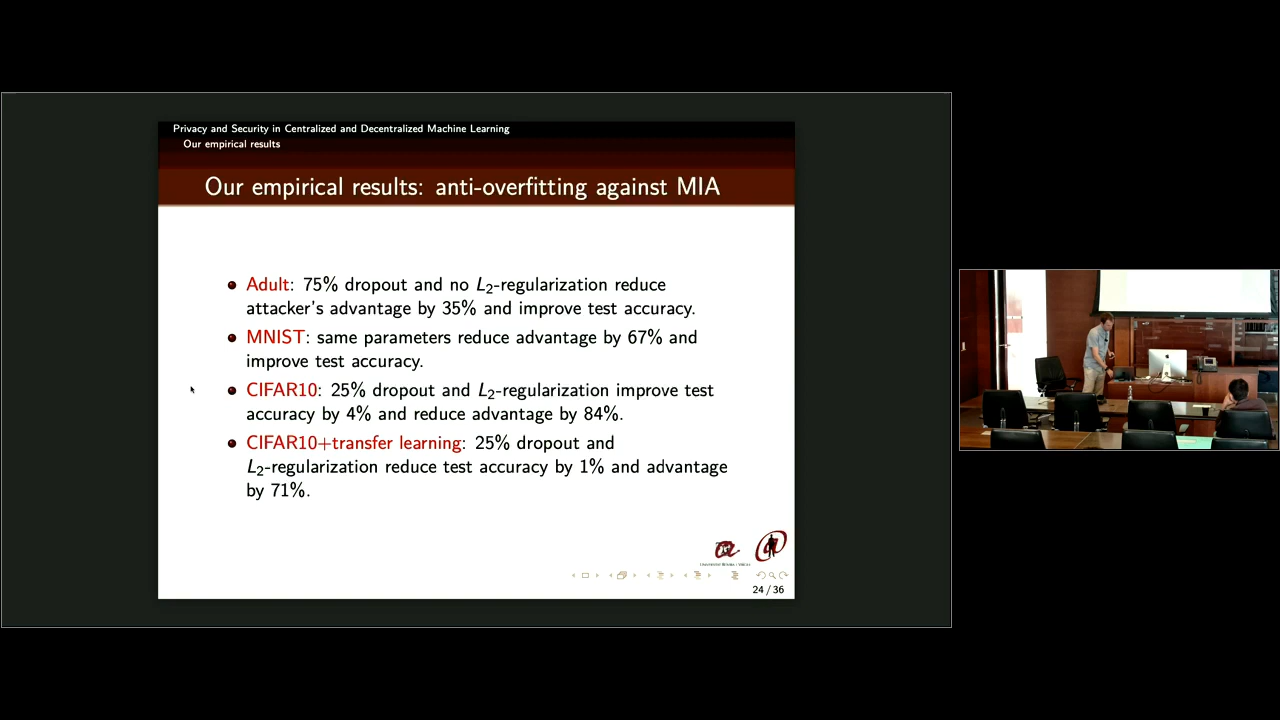 Privacy and Security in Centralized and Decentralized Machine Learning
Our empirical results
Our empirical results: anti-overfitting against MIA
Adult: 75% dropout and no L₂-regularization reduce
attacker's advantage by 35% and improve test accuracy.
MNIST: same parameters reduce advantage by 67% and
improve test accuracy.
CIFAR10: 25% dropout and L₂-regularization improve test
accuracy by 4% and reduce advantage by 84%.
CIFAR10+transfer learning: 25% dropout and
L₂-regularization reduce test accuracy by 1% and advantage
by 71%.
24 / 36